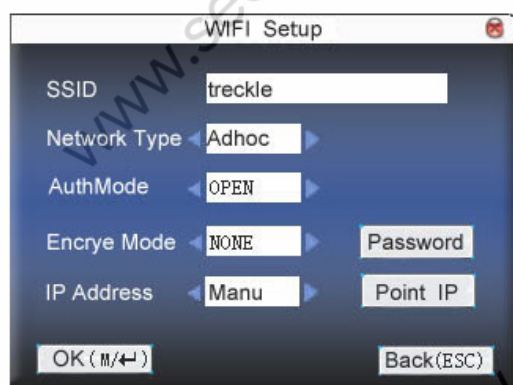 www.s
WIFI Setup
SSID treckle
Network Type Adhoc
AuthMode OPEN
Encrye Mode NONE Password
IP Address Manu Point IP
OK(M/↵) Back(ESC)